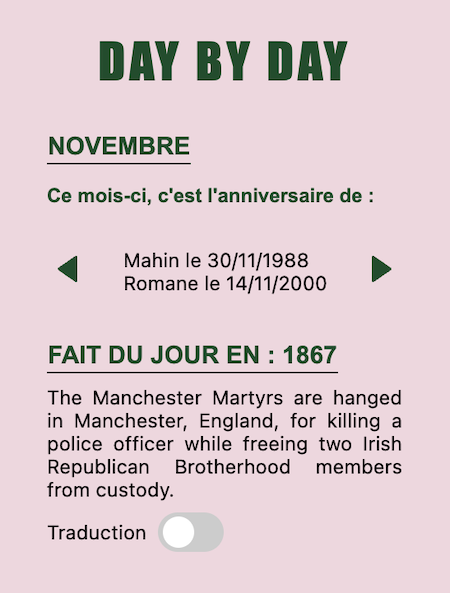 DAY BY DAY
NOVEMBRE
Ce mois-ci, c'est l'anniversaire de :
Mahin le 30/11/1988
Romane le 14/11/2000
FAIT DU JOUR EN : 1867
The Manchester Martyrs are hanged
in Manchester, England, for killing a
police officer while freeing two Irish
Republican Brotherhood members
from custody.
Traduction